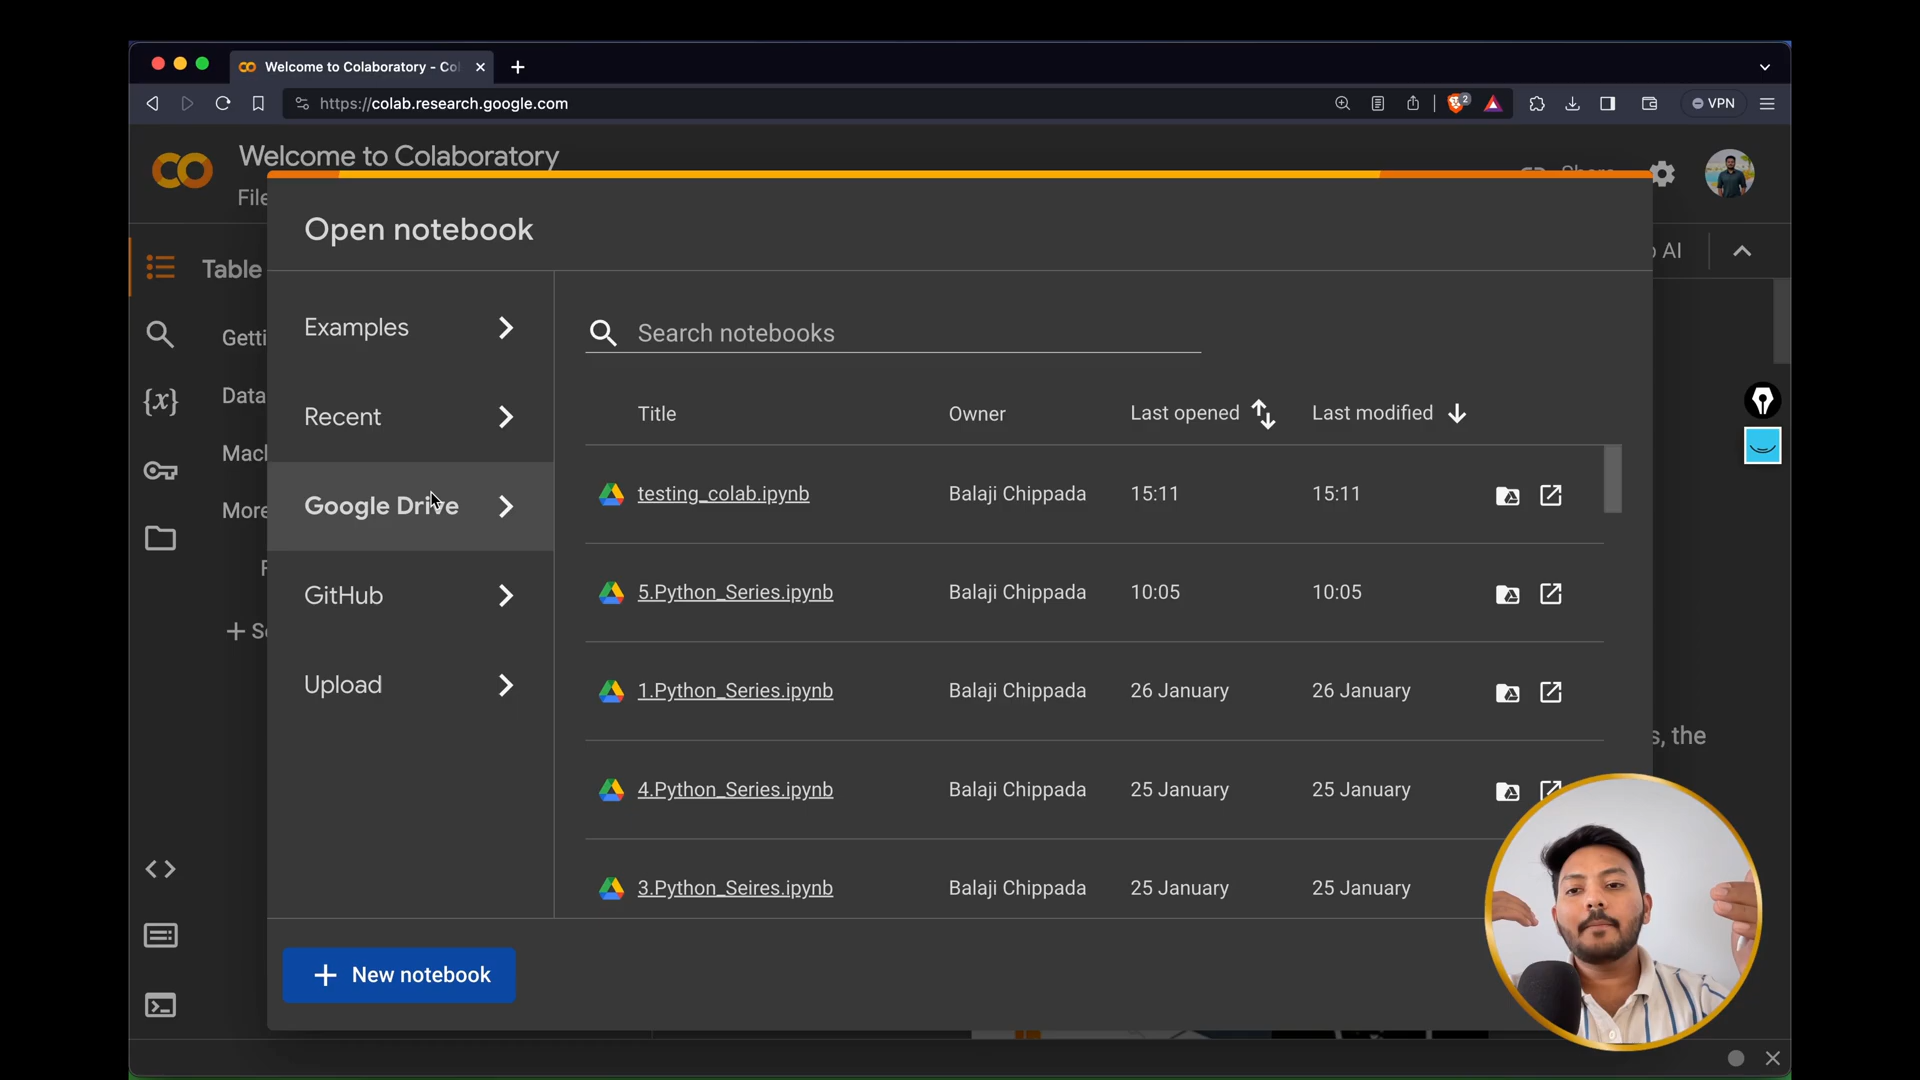 Welcome to Colaboratory - Co
https://colab.research.google.com
2
VPN
Welcome to Colaboratory
Share
File
AI
Open notebook
Table
Getti
Data
Macl
More
F
+ Se
Examples
Recent
Google Drive
GitHub
Upload
Search notebooks
Title Owner Last opened Last modified
testing_colab.ipynb Balaji Chippada 15:11 15:11
5.Python_Series.ipynb Balaji Chippada 10:05 10:05
1.Python_Series.ipynb Balaji Chippada 26 January 26 January
4.Python_Series.ipynb Balaji Chippada 25 January 25 January
3.Python_Seires.ipynb Balaji Chippada 25 January 25 January
s, the
+ New notebook